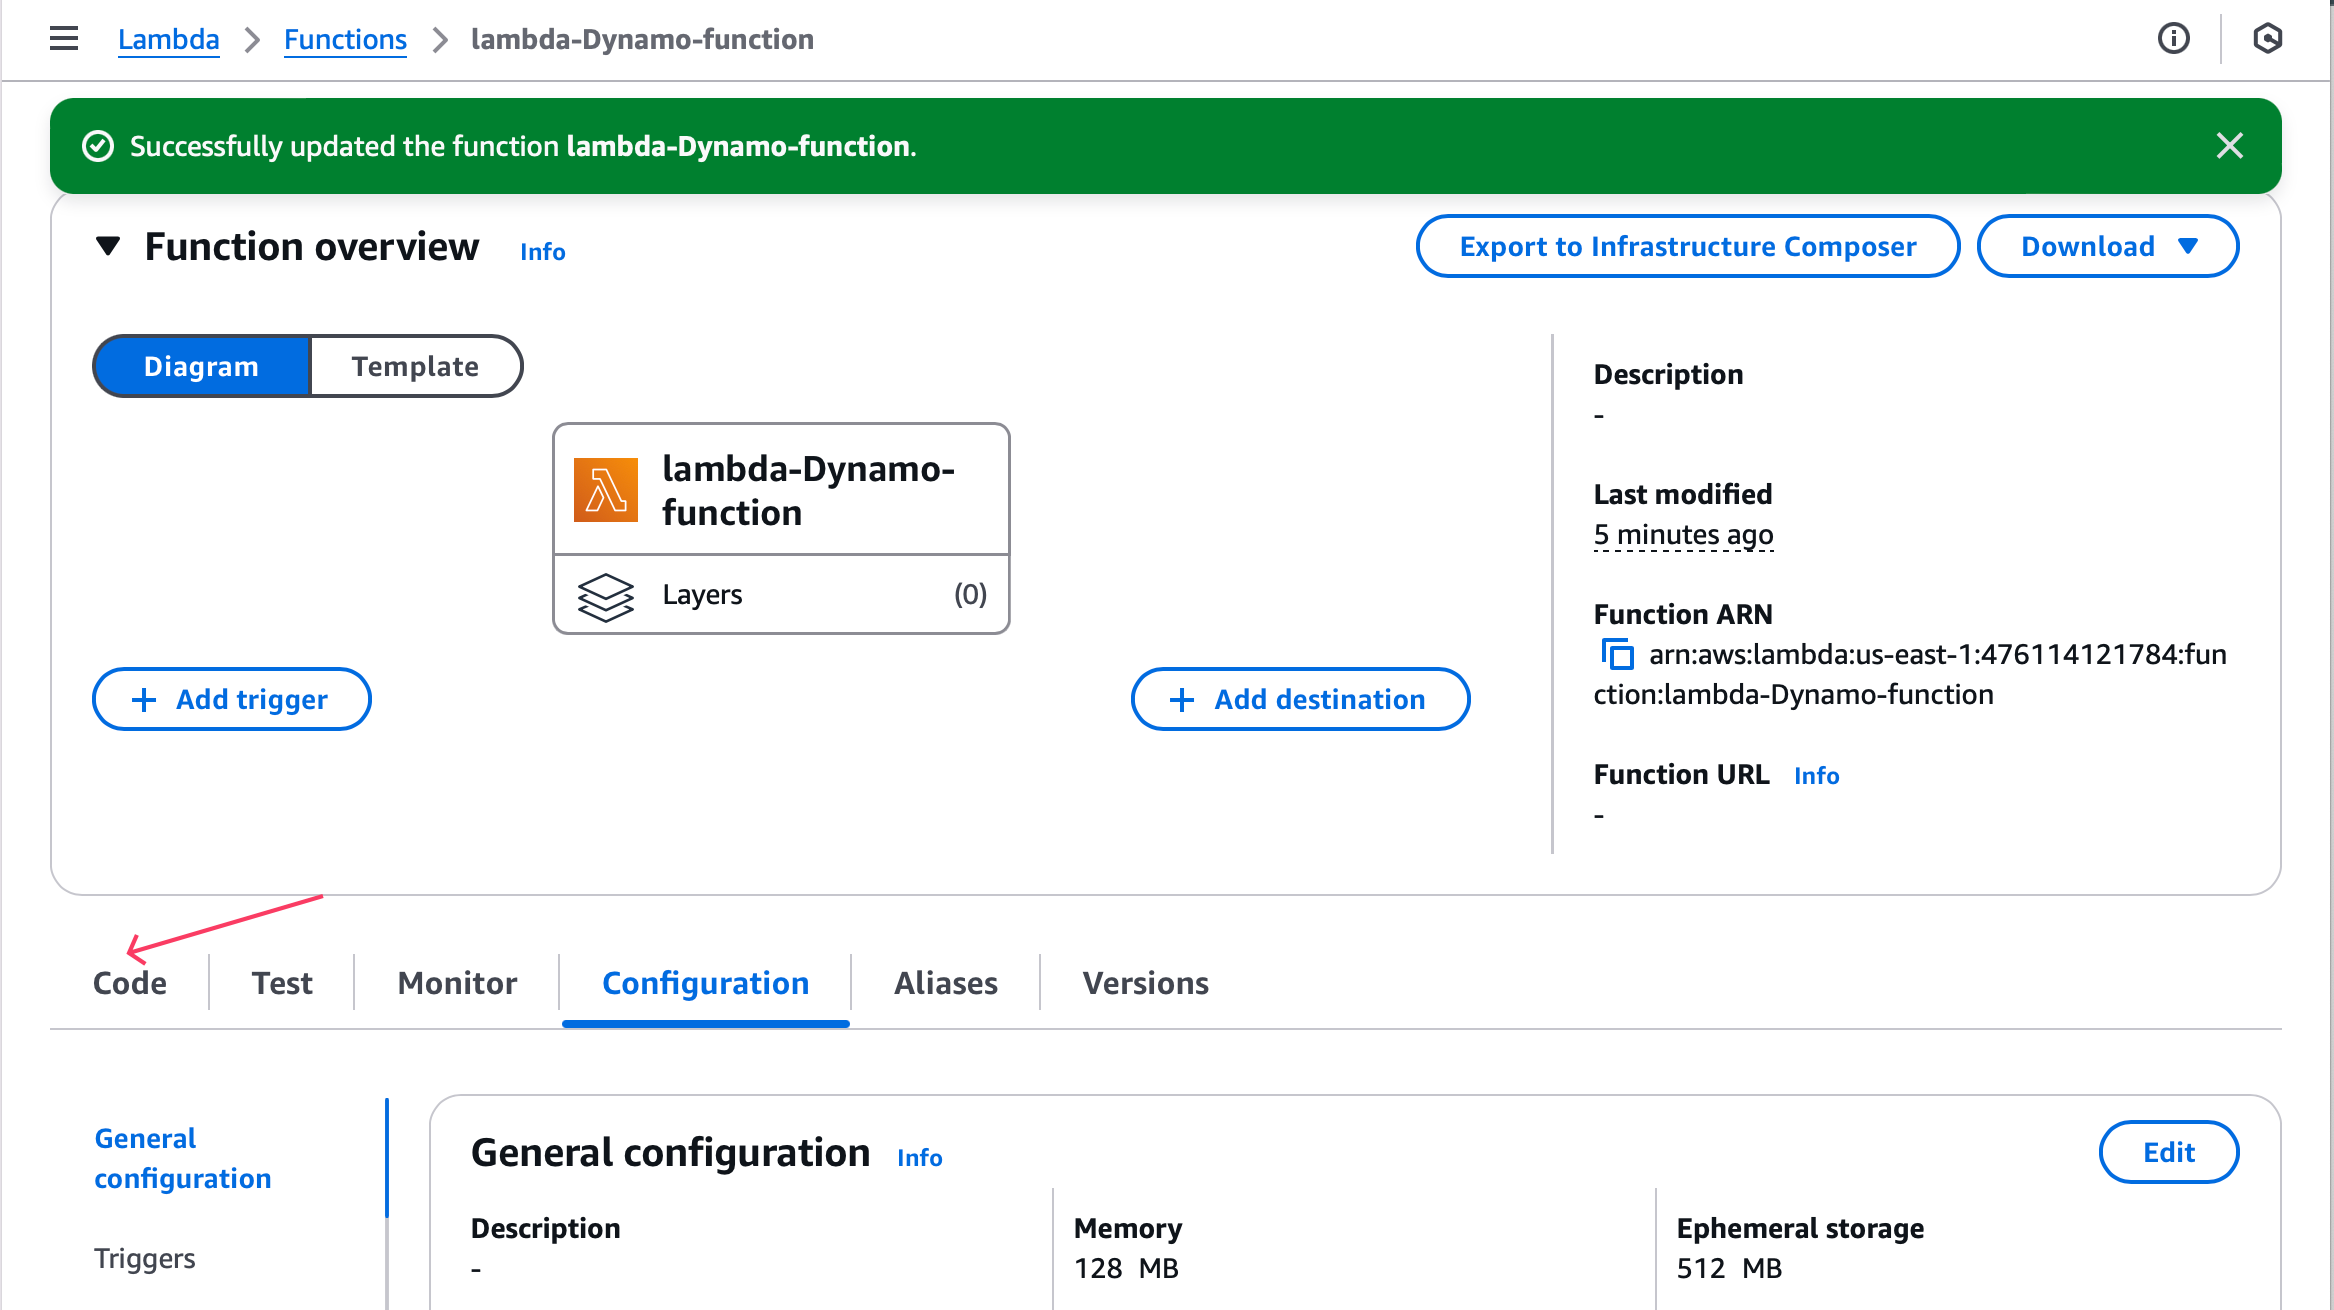 Lambda Functions lambda-Dynamo-function
Successfully updated the function lambda-Dynamo-function.
Function overview Info
Export to Infrastructure Composer Download
Diagram Template
lambda-Dynamo-
function
Layers (0)
Add trigger
Add destination
Description
-
Last modified
5 minutes ago
Function ARN
arn:aws:lambda:us-east-1:476114121784:fun
ction:lambda-Dynamo-function
Function URL Info
-
Code Test Monitor Configuration Aliases Versions
General
configuration
Triggers
General configuration Info
Edit
Description
-
Memory
128 MB
Ephemeral storage
512 MB